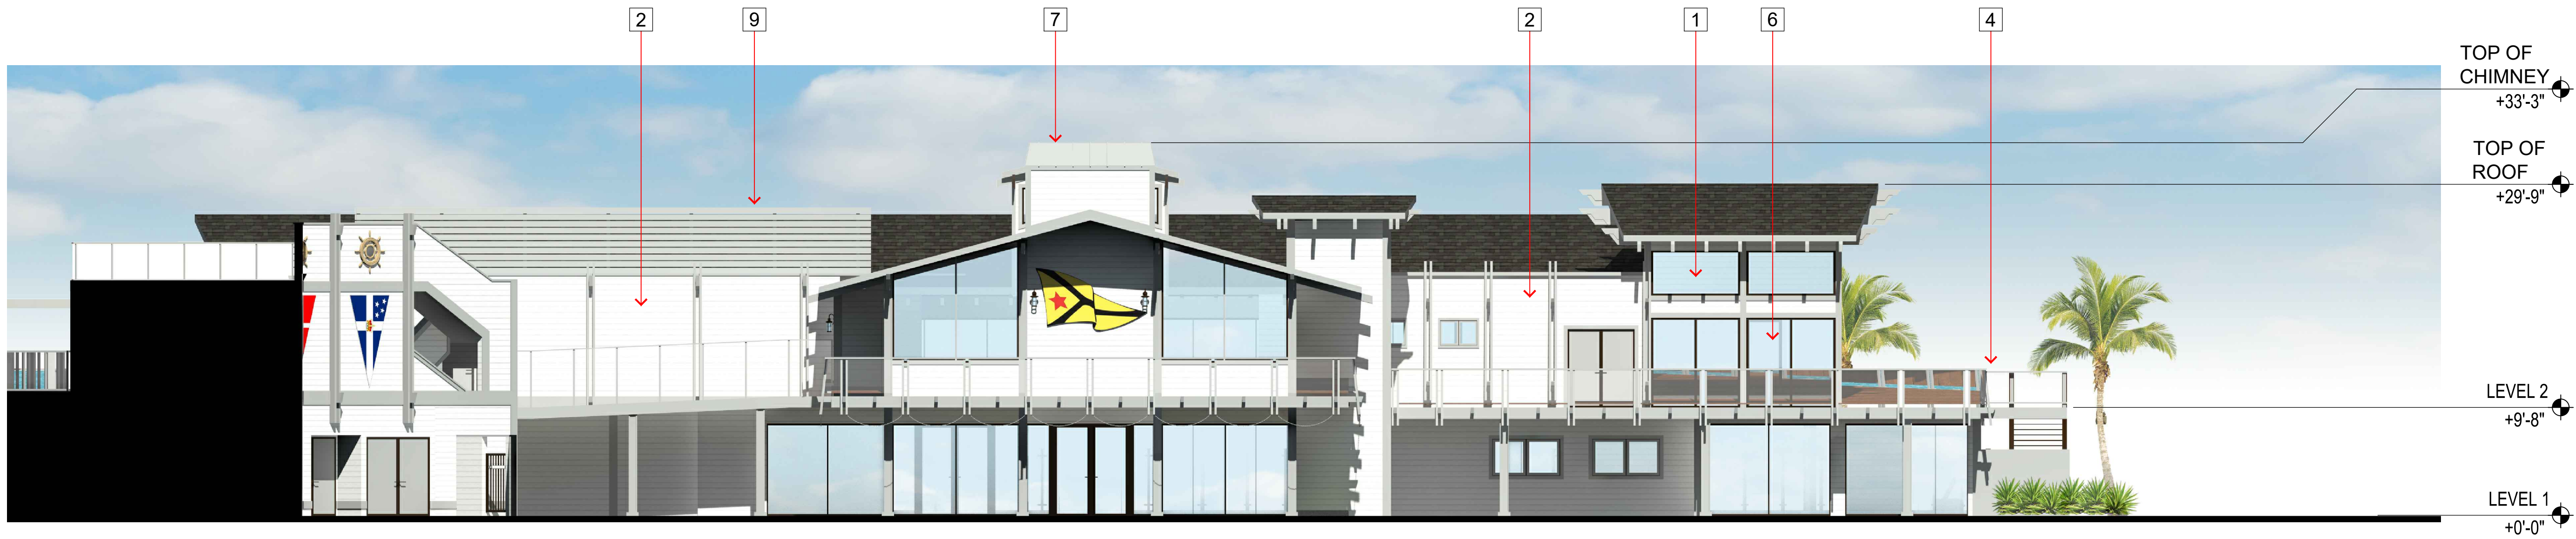 2
9
7
2
1
6
4
TOP OF
CHIMNEY
+33'-3"
TOP OF
ROOF
+29'-9"
LEVEL 2
+9'-8"
LEVEL 1
+0'-0"